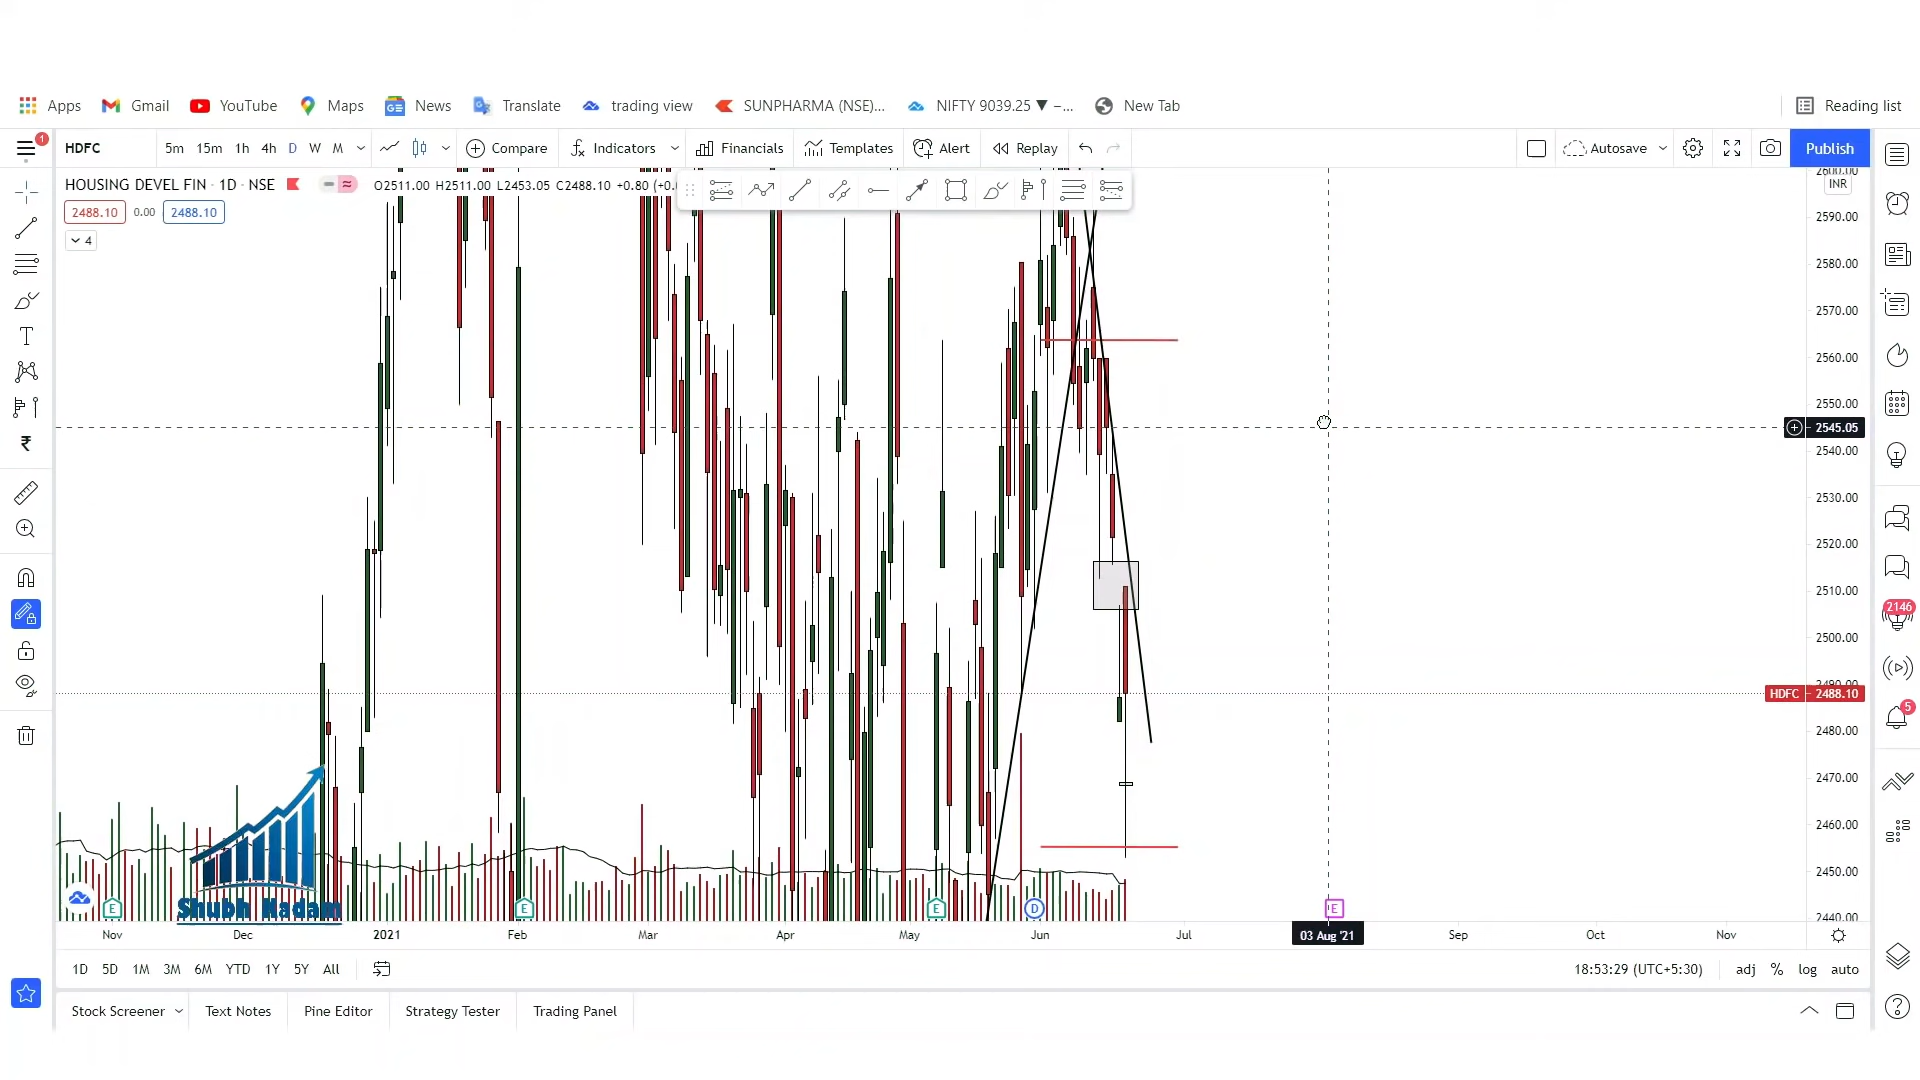 Apps Gmail YouTube Maps News Translate trading view SUNPHARMA (NSE)... NIFTY 9039.25 ▼ −... New Tab Reading list
1 HDFC 5m 15m 1h 4h D W M Compare Indicators Financials Templates Alert Replay Autosave Publish
HOUSING DEVEL FIN · 1D · NSE O2511.00 H2511.00 L2453.05 C2488.10 +0.80
INR
2488.10 0.00 2488.10
4
2590.00
2580.00
2570.00
2560.00
2550.00
2545.05
2540.00
2530.00
2520.00
2510.00
2500.00
HDFC 2488.10
2480.00
2470.00
2460.00
2450.00
2440.00
2146
5
Shubh Kadam
E E E D E
Nov Dec 2021 Feb Mar Apr May Jun Jul 03 Aug '21 Sep Oct Nov
1D 5D 1M 3M 6M YTD 1Y 5Y All 18:53:29 (UTC+5:30) adj % log auto
Stock Screener Text Notes Pine Editor Strategy Tester Trading Panel